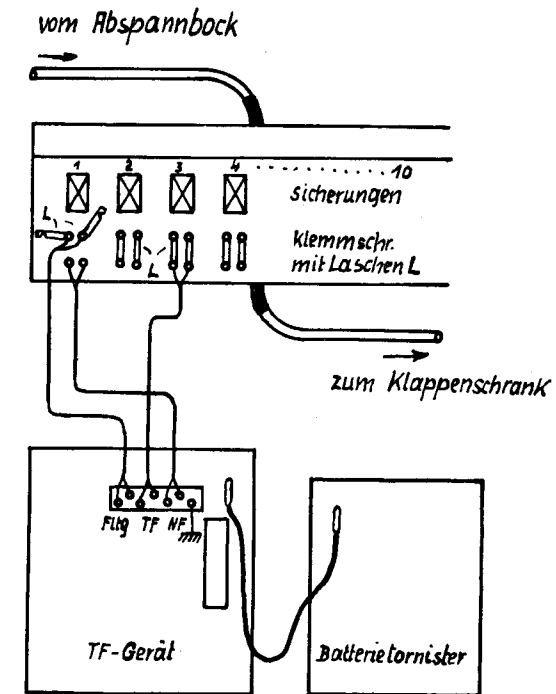 vom Abspannbock
1 2 3 4 ........... 10
Sicherungen
L
Klemmschr.
mit Laschen L
L
zum Klappenschrank
Fltg TF NF
TF-Gerät
Batterietornister